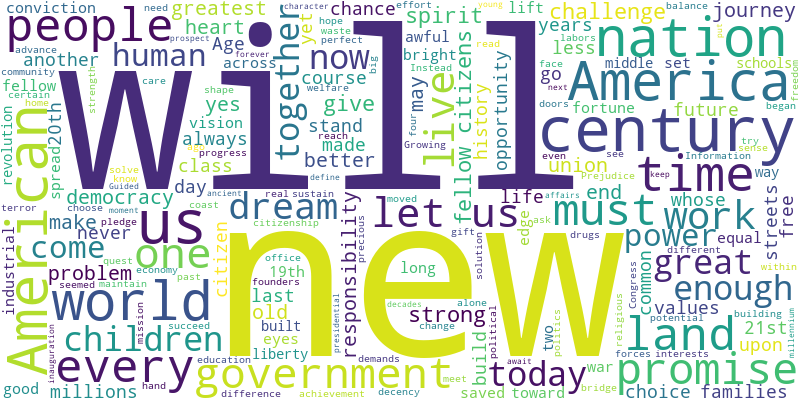 conviction need greatest character effort young balance
people another heart Age chance hope waste perfect spirit lift challenge journey
advance prospect forever human across together yet awful bright years less nation
community care now big Instead read labors schools
fellow certain strength shape welfare may middle set
will
America
home yes course four go face doors freedom
revolution 20th vision reach give live history opportunity fortune future began
always progress stand Growing next
spread solve know class made better fellow citizens even see century
Guided define union Information try sense
democracy day ancient real sustain life time way
terror choose moment coast moved affairs Prejudice keep whose
American make pledge never us dream let us must work end streets free
industrial come quest citizenship precious gift edge ask drugs power equal
one economy citizen office 19th long solution different within
problem past founders responsibility great
seemed maintain common Congress
world last old presidential decades strong alone change build political two politics enough
mission built values 21st building
succeed eyes liberty religious potential upon millennium
inauguration children new land
every education government demands today await war forces interests
war hand meet bridge promise
good millions difference achievement decency saved toward choice families